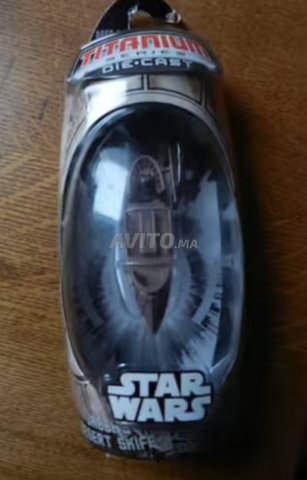 TITANIUM
SERIES
DIE-CAST
AVITO.MA
STAR
WARS
DESERT SKIFF